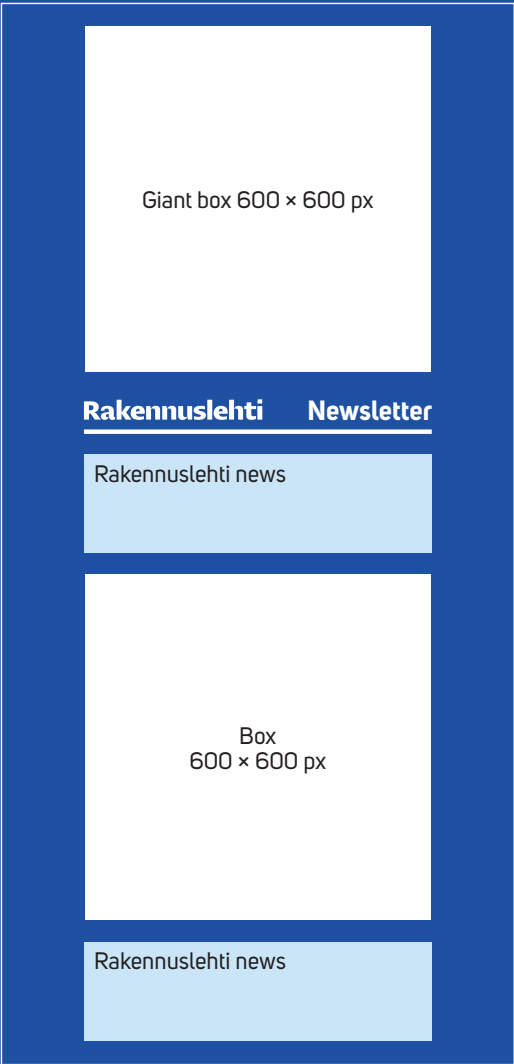 Giant box 600 × 600 px
Rakennuslehti Newsletter
Rakennuslehti news
Box
600 × 600 px
Rakennuslehti news